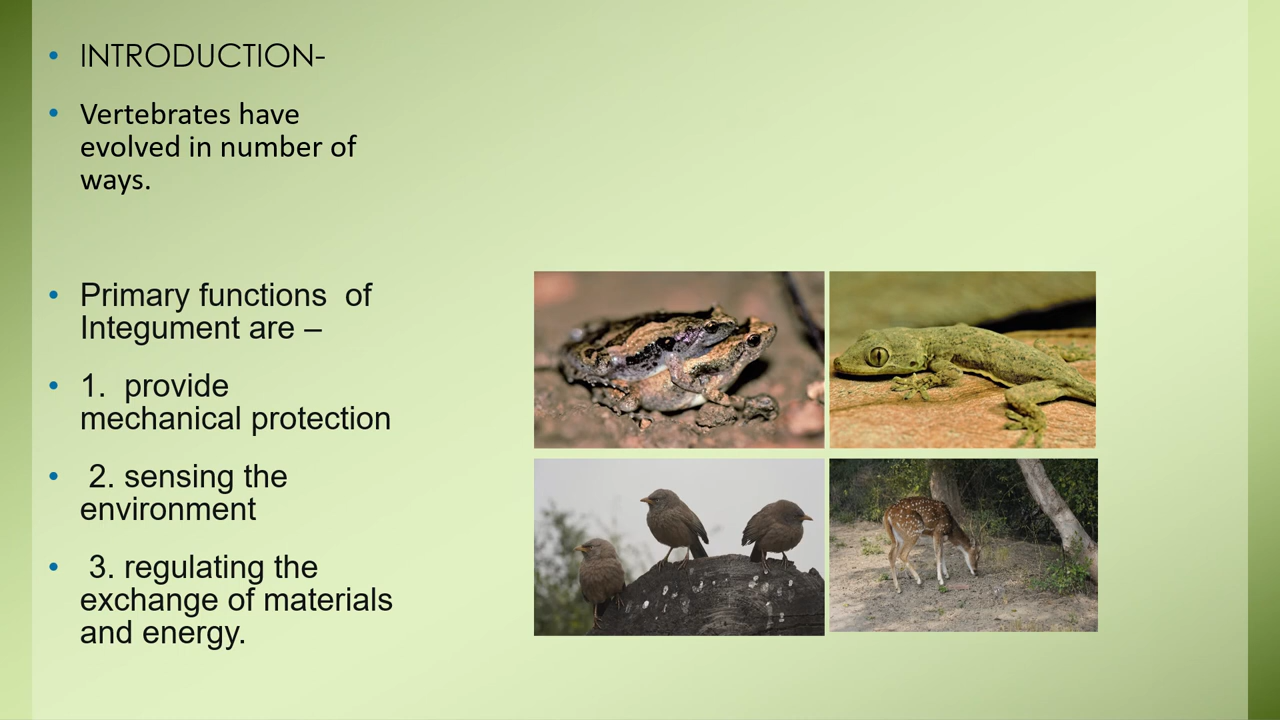 • INTRODUCTION-
• Vertebrates have
evolved in number of
ways.
• Primary functions  of
Integument are –
• 1.  provide
mechanical protection
•  2. sensing the
environment
•  3. regulating the
exchange of materials
and energy.